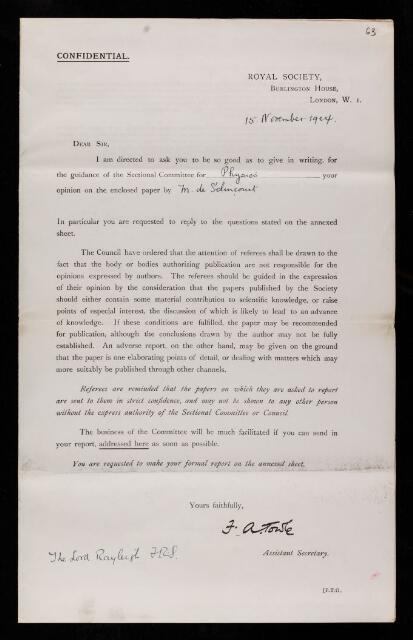 63
CONFIDENTIAL.
ROYAL SOCIETY,
BURLINGTON HOUSE,
LONDON, W. 1.
15 November 1924.
DEAR SIR,
I am directed to ask you to be so good as to give in writing, for
the guidance of the Sectional Committee for Physics your
opinion on the enclosed paper by M. de Sélincourt
In particular you are requested to reply to the questions stated on the annexed
sheet.
The Council have ordered that the attention of referees shall be drawn to the
fact that the body or bodies authorizing publication are not responsible for the
opinions expressed by authors. The referees should be guided in the expression
of their opinion by the consideration that the papers published by the Society
should either contain some material contribution to scientific knowledge, or raise
points of especial interest, the discussion of which is likely to lead to an advance
of knowledge. If these conditions are fulfilled, the paper may be recommended
for publication, although the conclusions drawn by the author may not be fully
established. An adverse report, on the other hand, may be given on the ground
that the paper is one elaborating points of detail, or dealing with matters which may
more suitably be published through other channels.
Referees are reminded that the papers on which they are asked to report
are sent to them in strict confidence, and may not be shown to any other person
without the express authority of the Sectional Committee or Council.
The business of the Committee will be much facilitated if you can send in
your report, addressed here as soon as possible.
You are requested to make your formal report on the annexed sheet.
Yours faithfully,
F. A. Towle
Assistant Secretary.
The Lord Rayleigh F.R.S.
[P.T.O.